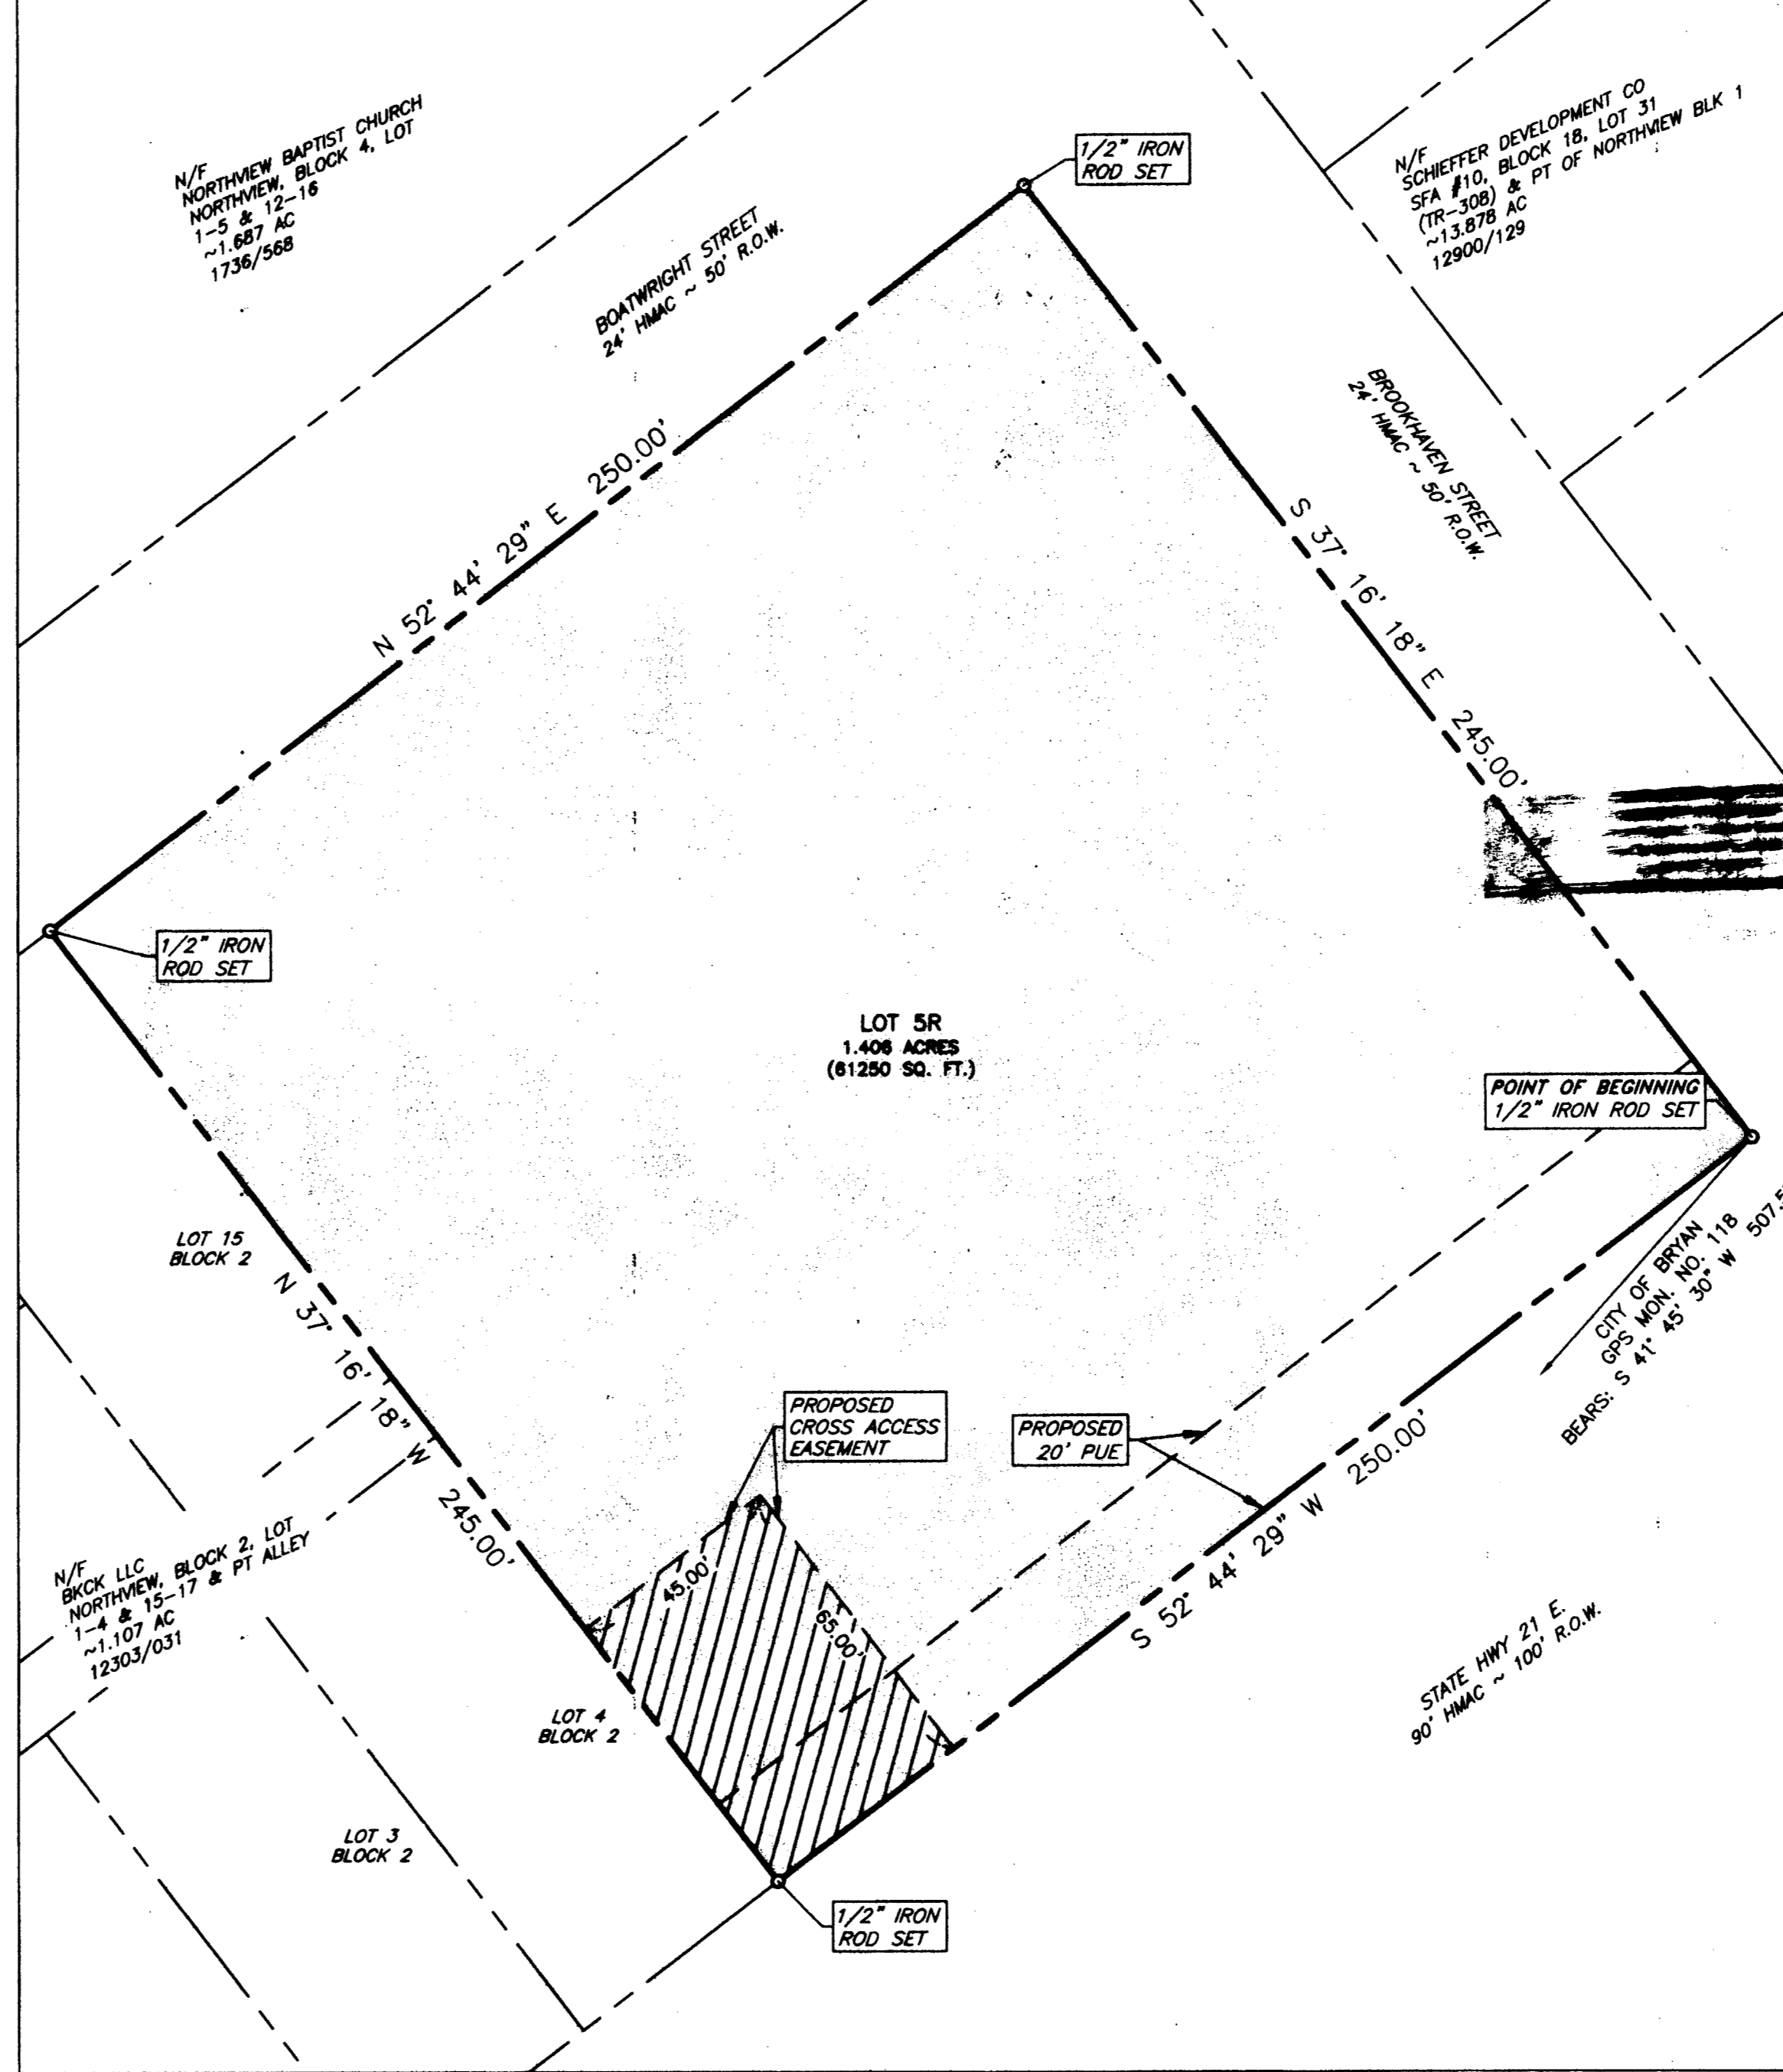 N/F
NORTHVIEW BAPTIST CHURCH
NORTHVIEW, BLOCK 4, LOT
1-5 & 12-16
~1.687 AC
1736/568
1/2" IRON
ROD SET
N/F
SCHIEFFER DEVELOPMENT CO
SFA #10, BLOCK 18, LOT 31
(TR-308) & PT OF NORTHVIEW BLK 1
~13.878 AC
12900/129
BOATWRIGHT STREET
24' HMAC ~ 50' R.O.W.
BROOKHAVEN STREET
24' HMAC ~ 50' R.O.W.
N 52° 44' 29" E 250.00'
S 37° 16' 18" E 245.00'
1/2" IRON
ROD SET
LOT 5R
1.406 ACRES
(61250 SQ. FT.)
POINT OF BEGINNING
1/2" IRON ROD SET
LOT 15
BLOCK 2
N 37° 16' 18" W 245.00'
CITY OF BRYAN
GPS MON. NO. 118
BEARS: S 41° 45' 30" W 507.5
PROPOSED
CROSS ACCESS
EASEMENT
PROPOSED
20' PUE
S 52° 44' 29" W 250.00'
45.00'
65.00'
N/F
BKCK LLC
NORTHVIEW, BLOCK 2, LOT
1-4 & 15-17 & PT ALLEY
~1.107 AC
12303/031
STATE HWY 21 E.
90' HMAC ~ 100' R.O.W.
LOT 4
BLOCK 2
LOT 3
BLOCK 2
1/2" IRON
ROD SET